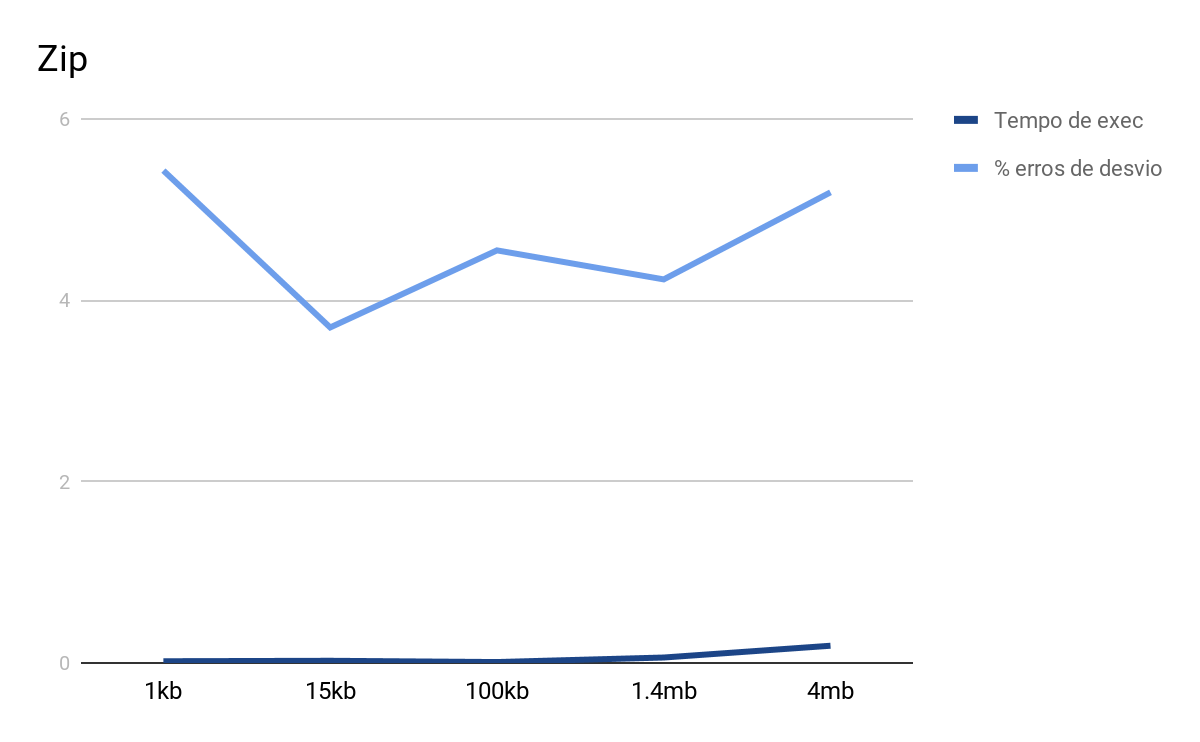 Zip
6
4
2
0
1kb 15kb 100kb 1.4mb 4mb
Tempo de exec
% erros de desvio